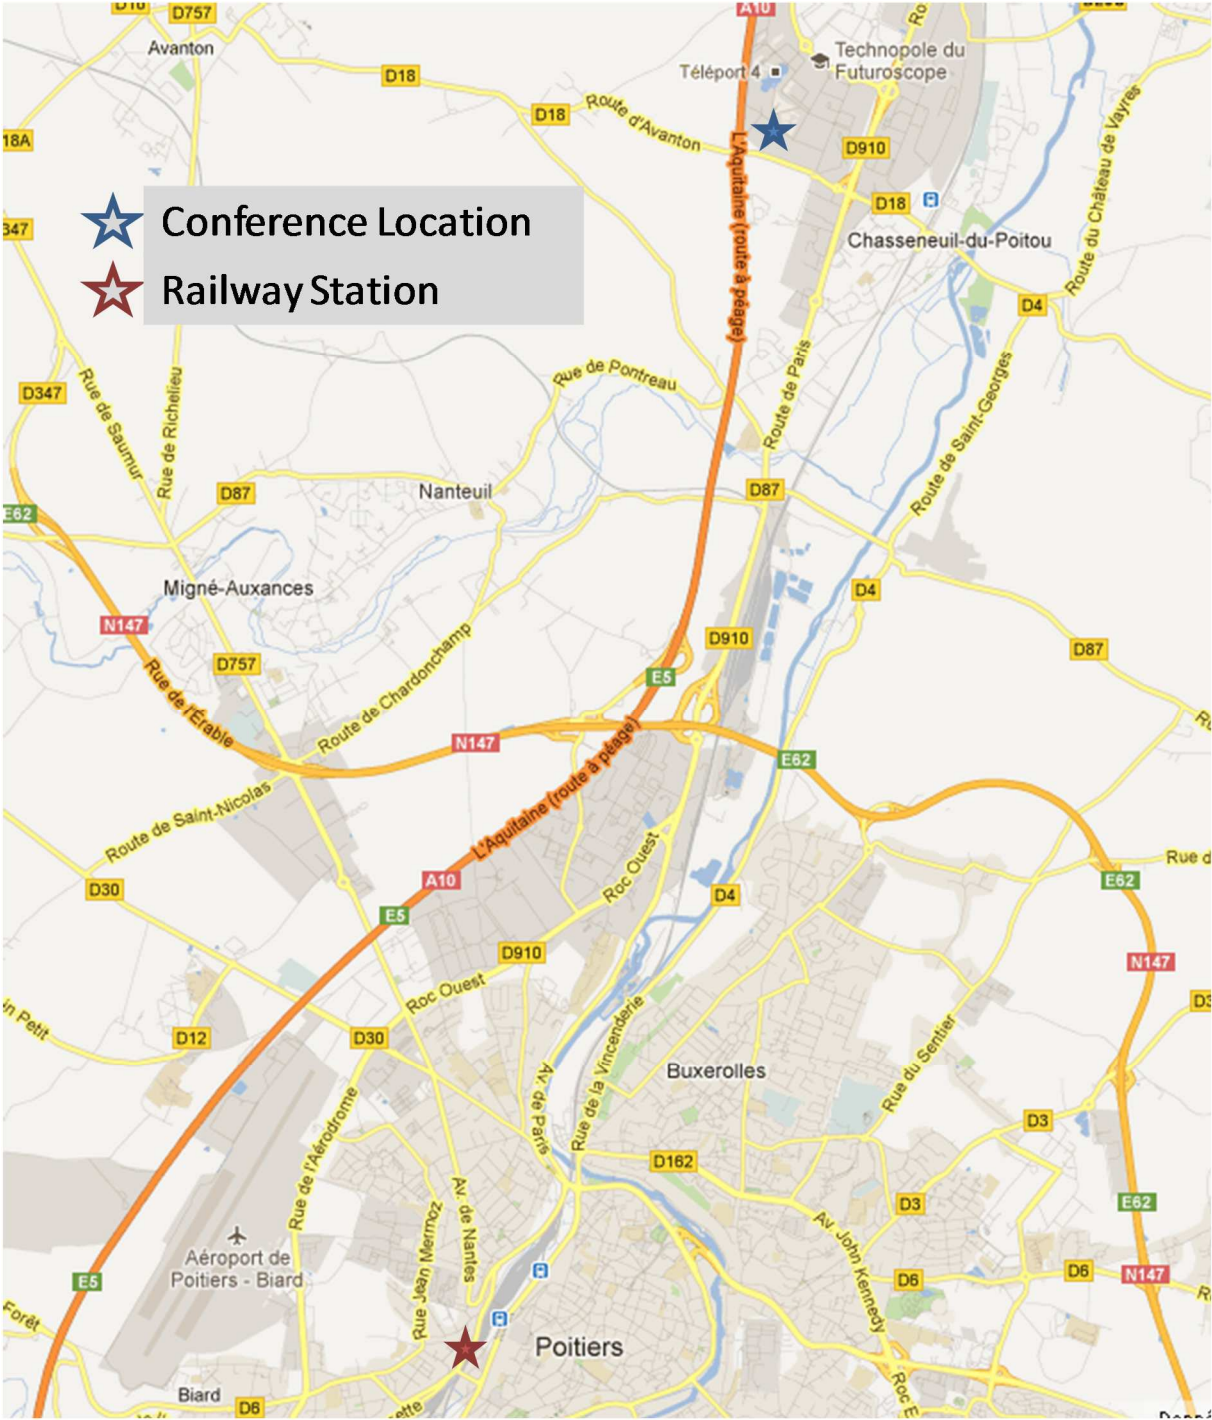 D757
A10
Avanton
Technopole du
Futuroscope
Téléport 4
D18
D18
Route d'Avanton
18A
D910
Route du Château de Vayres
L'Aquitaine (route à péage)
D18
Conference Location
347
Chasseneuil-du-Poitou
Railway Station
D4
D347
Rue de Saumur
Rue de Richelieu
Rue de Pontreau
Route de Paris
Route de Saint-Georges
D87
Nanteuil
D87
E62
Migné-Auxances
D4
N147
D910
D87
D757
Route de Chardonchamp
E5
Rue de l'Érable
N147
E62
L'Aquitaine (route à péage)
Route de Saint-Nicolas
Roc Ouest
Rue d
D30
A10
E62
D4
E5
D910
N147
Roc Ouest
in Petit
D12
D30
Rue du Sentier
Buxerolles
Rue de la Vincenderie
Av. de Paris
Rue de l'Aérodrome
D3
D162
Av. de Nantes
Rue Jean Mermoz
D3
E62
Av John Kennedy
Aéroport de
Poitiers - Biard
E5
D6
D6
N147
Forêt
Poitiers
Biard
D6
Roc E